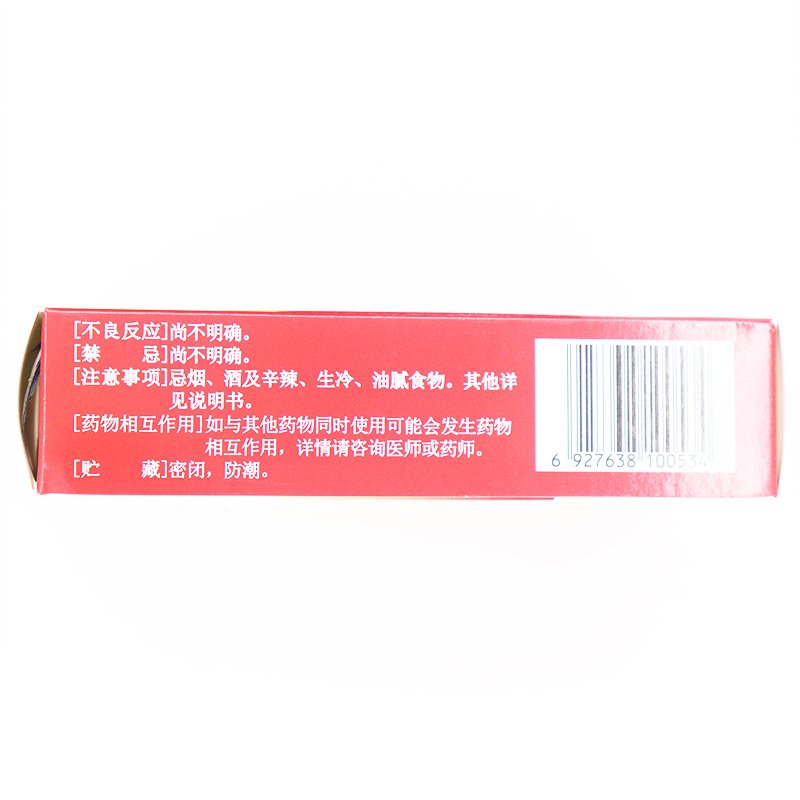 [不良反应]尚不明确。
[禁 忌]尚不明确。
[注意事项]忌烟、酒及辛辣、生冷、油腻食物。其他详
见说明书。
[药物相互作用]如与其他药物同时使用可能会发生药物
相互作用，详情请咨询医师或药师。
[贮 藏]密闭，防潮。
6 927638 100534